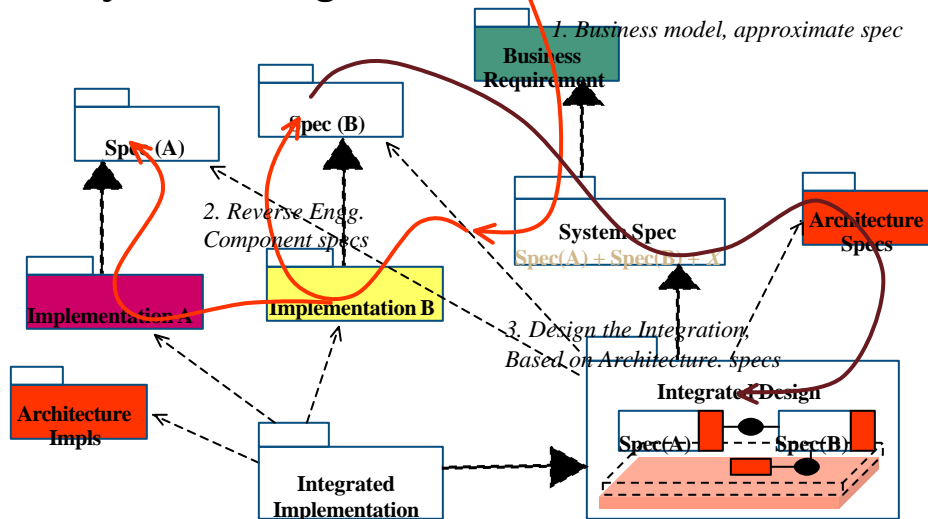 1. Business model, approximate spec
Business
Requirement
Spec (B)
Spec (A)
2. Reverse Engg.
Component specs
System Spec
Spec(A) + Spec(B) + X
Architecture
Specs
Implementation A
Implementation B
3. Design the Integration,
Based on Architecture. specs
Integrated Design
Architecture
Impls
Spec(A)
Spec(B)
Integrated
Implementation